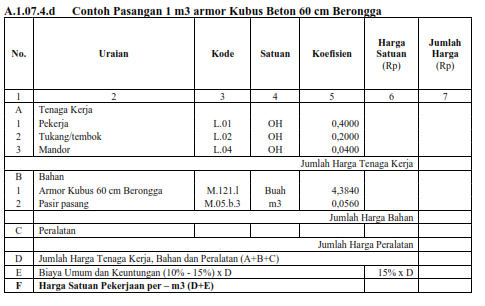 A.1.07.4.d Contoh Pasangan 1 m3 armor Kubus Beton 60 cm Berongga
No. Uraian Kode Satuan Koefisien Harga Satuan (Rp) Jumlah Harga (Rp)
1 2 3 4 5 6 7
A Tenaga Kerja
1 Pekerja L.01 OH 0,4000
2 Tukang/tembok L.02 OH 0,2000
3 Mandor L.04 OH 0,0400
Jumlah Harga Tenaga Kerja
B Bahan
1 Armor Kubus 60 cm Berongga M.121.l Buah 4,3840
2 Pasir pasang M.05.b.3 m3 0,0560
Jumlah Harga Bahan
C Peralatan
Jumlah Harga Peralatan
D Jumlah Harga Tenaga Kerja, Bahan dan Peralatan (A+B+C)
E Biaya Umum dan Keuntungan (10% - 15%) x D 15% x D
F Harga Satuan Pekerjaan per – m3 (D+E)